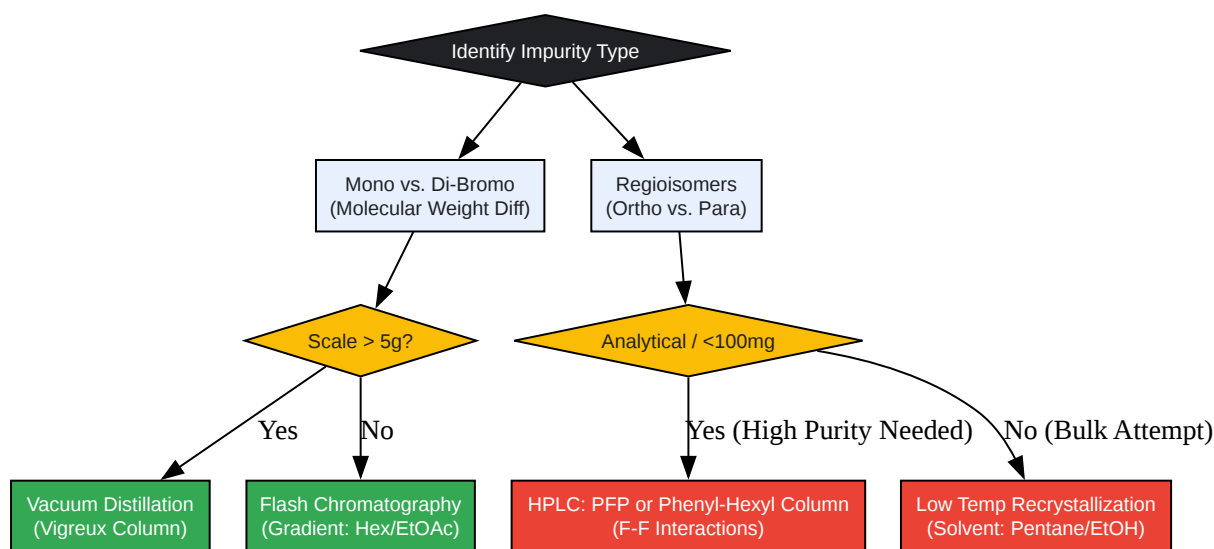 Identify Impurity Type
Mono vs. Di-Bromo
(Molecular Weight Diff)
Regioisomers
(Ortho vs. Para)
Scale > 5g?
Analytical / <100mg
Yes
No
Yes (High Purity Needed)
No (Bulk Attempt)
Vacuum Distillation
(Vigreux Column)
Flash Chromatography
(Gradient: Hex/EtOAc)
HPLC: PFP or Phenyl-Hexyl Column
(F-F Interactions)
Low Temp Recrystallization
(Solvent: Pentane/EtOH)